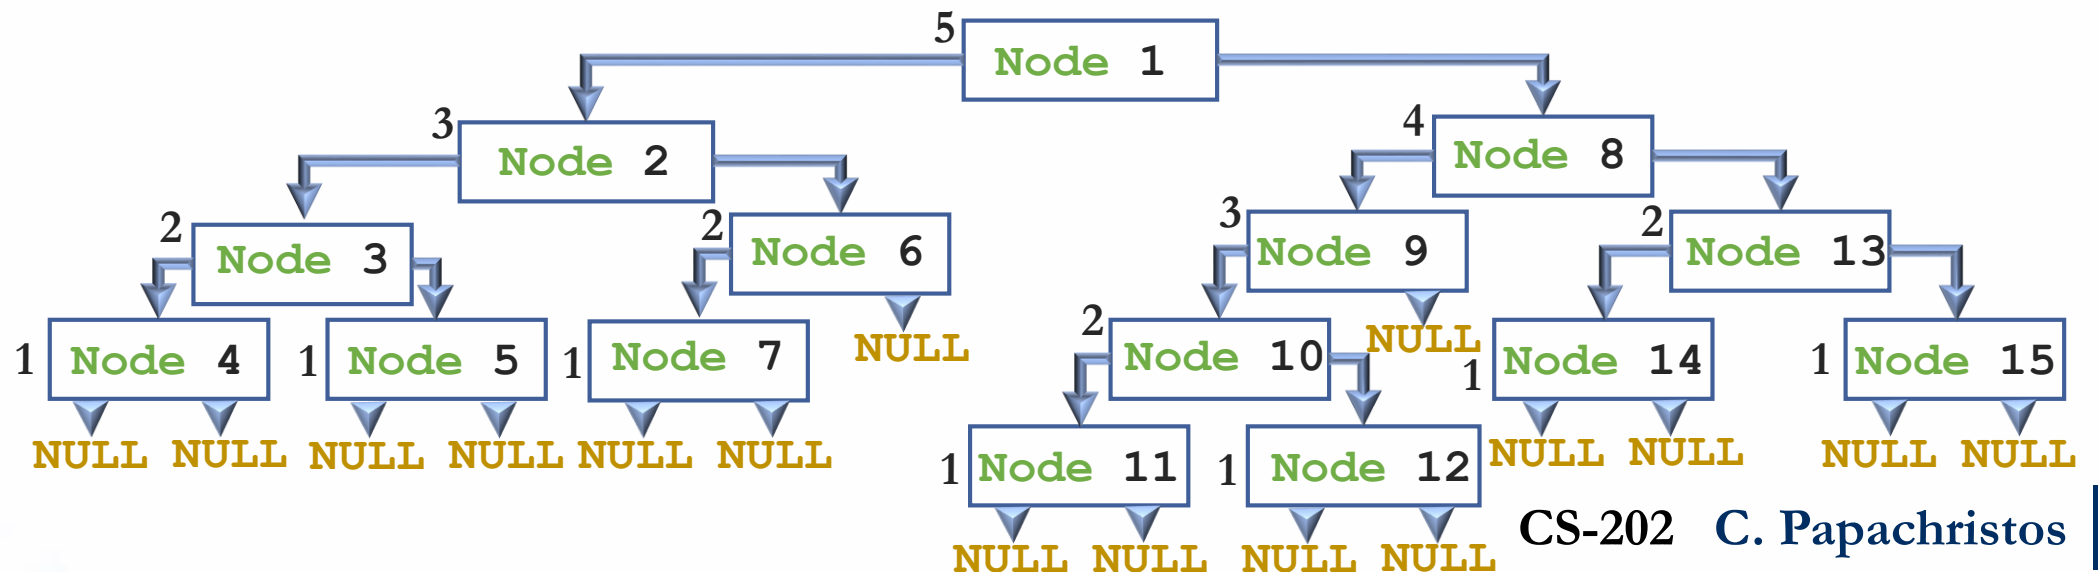 5 Node 1
3 Node 2
4 Node 8
2 Node 3
2 Node 6
3 Node 9
2 Node 13
1 Node 4
1 Node 5
1 Node 7
NULL
2 Node 10
NULL
1 Node 14
1 Node 15
NULL NULL NULL NULL NULL NULL
1 Node 11
1 Node 12
NULL NULL NULL NULL
NULL NULL NULL NULL
CS-202 C. Papachristos